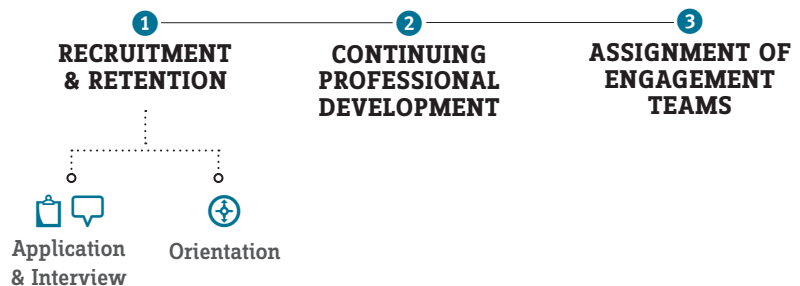 1
RECRUITMENT
& RETENTION
2
CONTINUING
PROFESSIONAL
DEVELOPMENT
3
ASSIGNMENT OF
ENGAGEMENT
TEAMS
Application
& Interview
Orientation